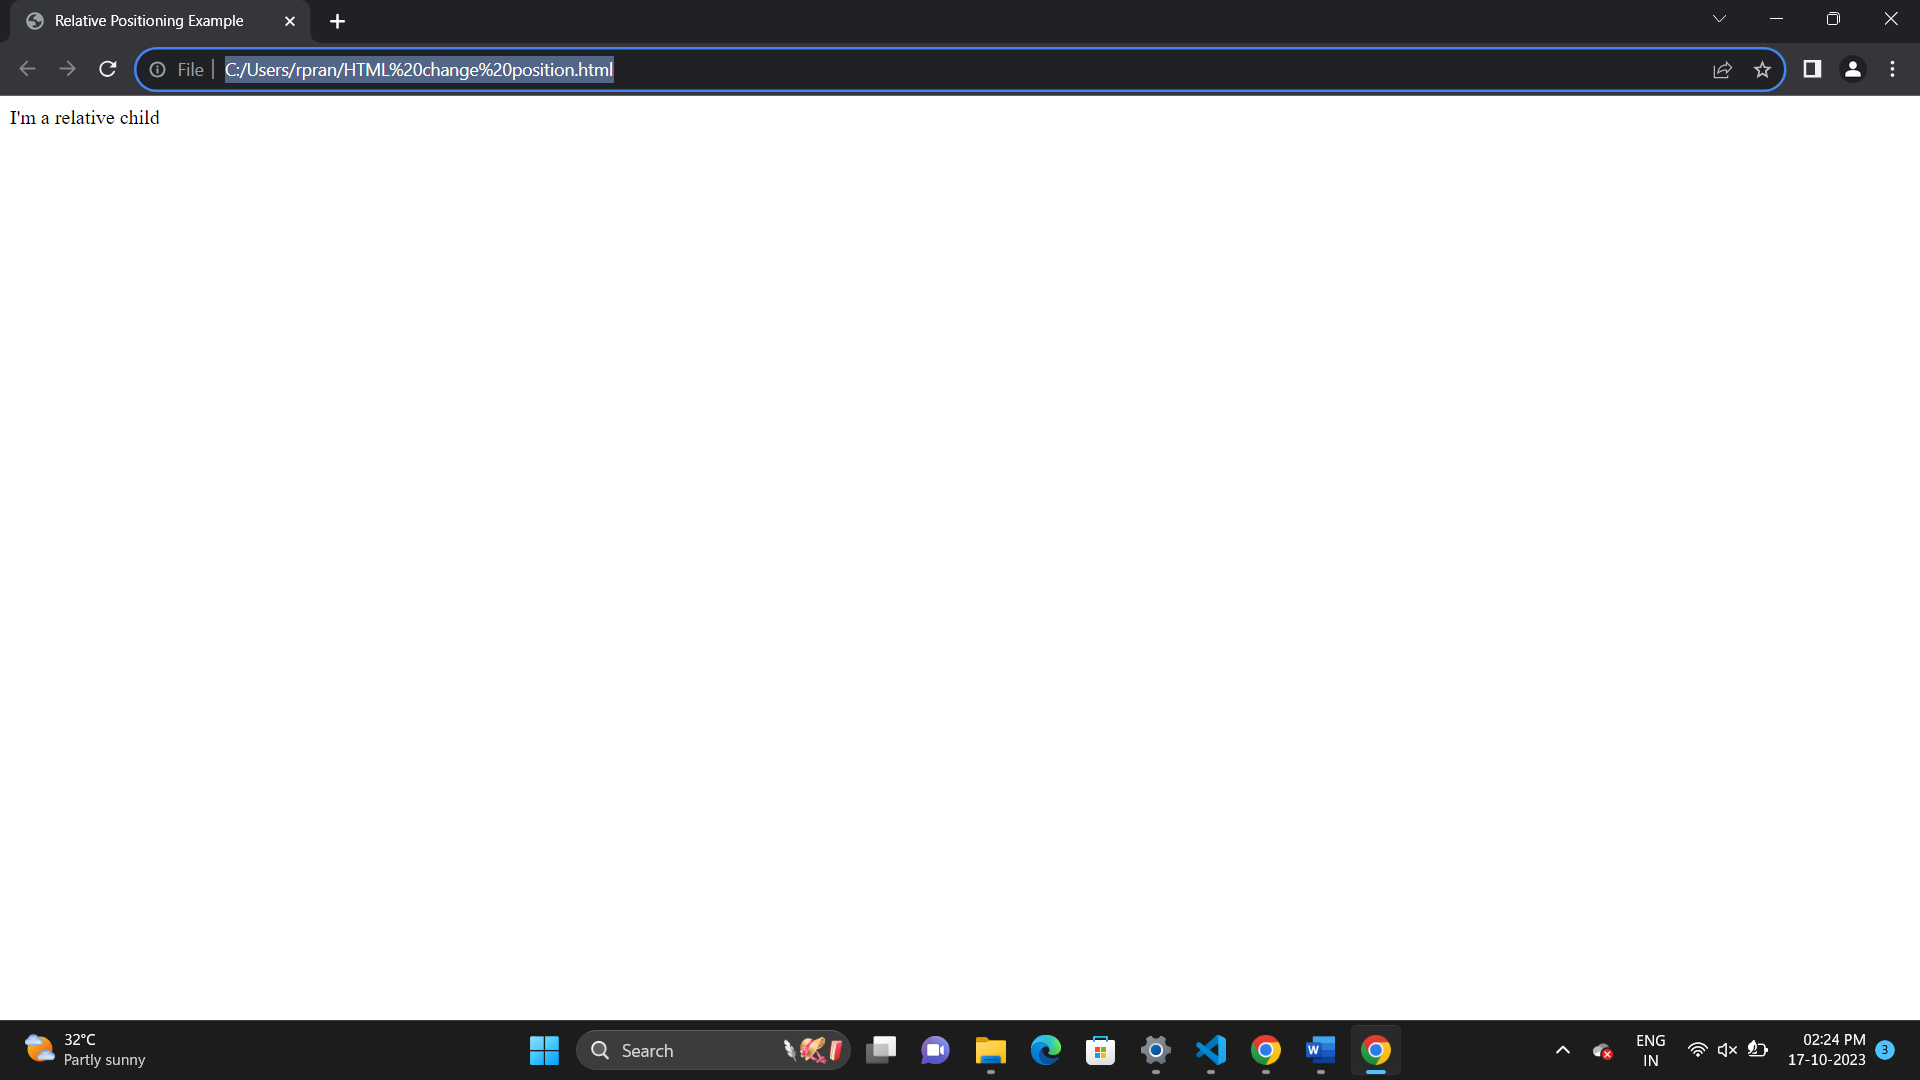 Relative Positioning Example
File
C:/Users/rpran/HTML%20change%20position.html
I'm a relative child
32°C
Partly sunny
Search
W
ENG
IN
02:24 PM
17-10-2023
3